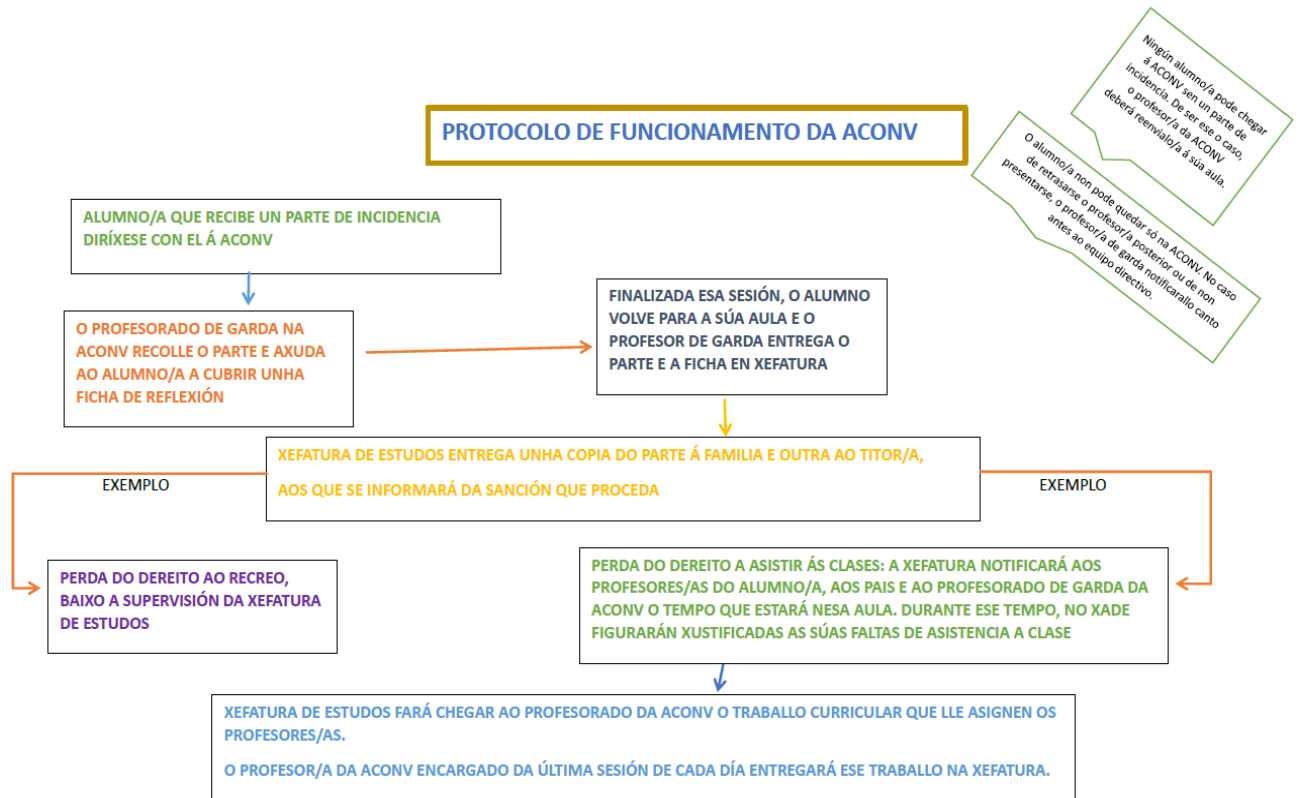 PROTOCOLO DE FUNCIONAMENTO DA ACONV
Ningún alumno/a pode chegar
á ACONV sen un parte de
incidencia. De ser ese o caso,
o profesor/a da ACONV
deberá reenvialo/a á súa aula.
O alumno/a non pode quedar só na ACONV. No caso
de retrasarse o profesor/a posterior ou de non
presentarse, o profesor/a de garda notificarallo canto
antes ao equipo directivo.
ALUMNO/A QUE RECIBE UN PARTE DE INCIDENCIA
DIRÍXESE CON EL Á ACONV
O PROFESORADO DE GARDA NA
ACONV RECOLLE O PARTE E AXUDA
AO ALUMNO/A A CUBRIR UNHA
FICHA DE REFLEXIÓN
FINALIZADA ESA SESIÓN, O ALUMNO
VOLVE PARA A SÚA AULA E O
PROFESOR DE GARDA ENTREGA O
PARTE E A FICHA EN XEFATURA
XEFATURA DE ESTUDOS ENTREGA UNHA COPIA DO PARTE Á FAMILIA E OUTRA AO TITOR/A,
AOS QUE SE INFORMARÁ DA SANCIÓN QUE PROCEDA
EXEMPLO
EXEMPLO
PERDA DO DEREITO AO RECREO,
BAIXO A SUPERVISIÓN DA XEFATURA
DE ESTUDOS
PERDA DO DEREITO A ASISTIR ÁS CLASES: A XEFATURA NOTIFICARÁ AOS
PROFESORES/AS DO ALUMNO/A, AOS PAIS E AO PROFESORADO DE GARDA DA
ACONV O TEMPO QUE ESTARÁ NESA AULA. DURANTE ESE TEMPO, NO XADE
FIGURARÁN XUSTIFICADAS AS SÚAS FALTAS DE ASISTENCIA A CLASE
XEFATURA DE ESTUDOS FARÁ CHEGAR AO PROFESORADO DA ACONV O TRABALLO CURRICULAR QUE LLE ASIGNEN OS
PROFESORES/AS.
O PROFESOR/A DA ACONV ENCARGADO DA ÚLTIMA SESIÓN DE CADA DÍA ENTREGARÁ ESE TRABALLO NA XEFATURA.